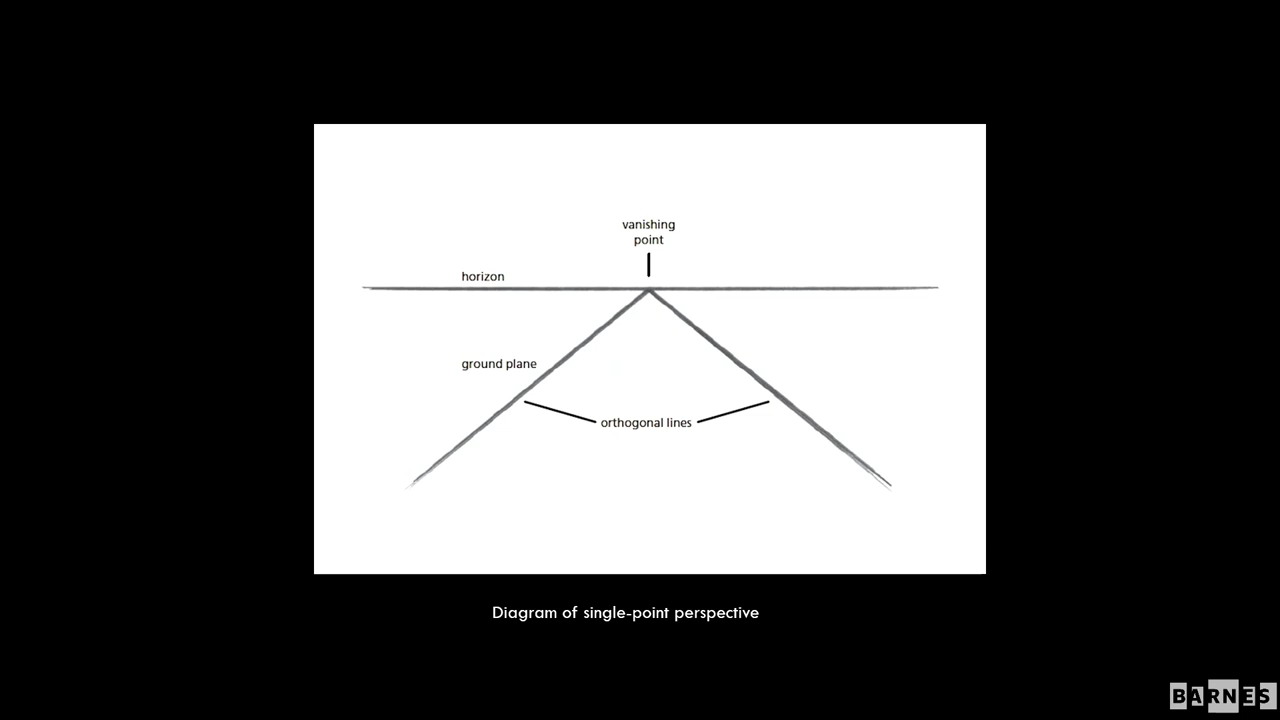 vanishing
point
horizon
ground plane
orthogonal lines
Diagram of single-point perspective
BARNES